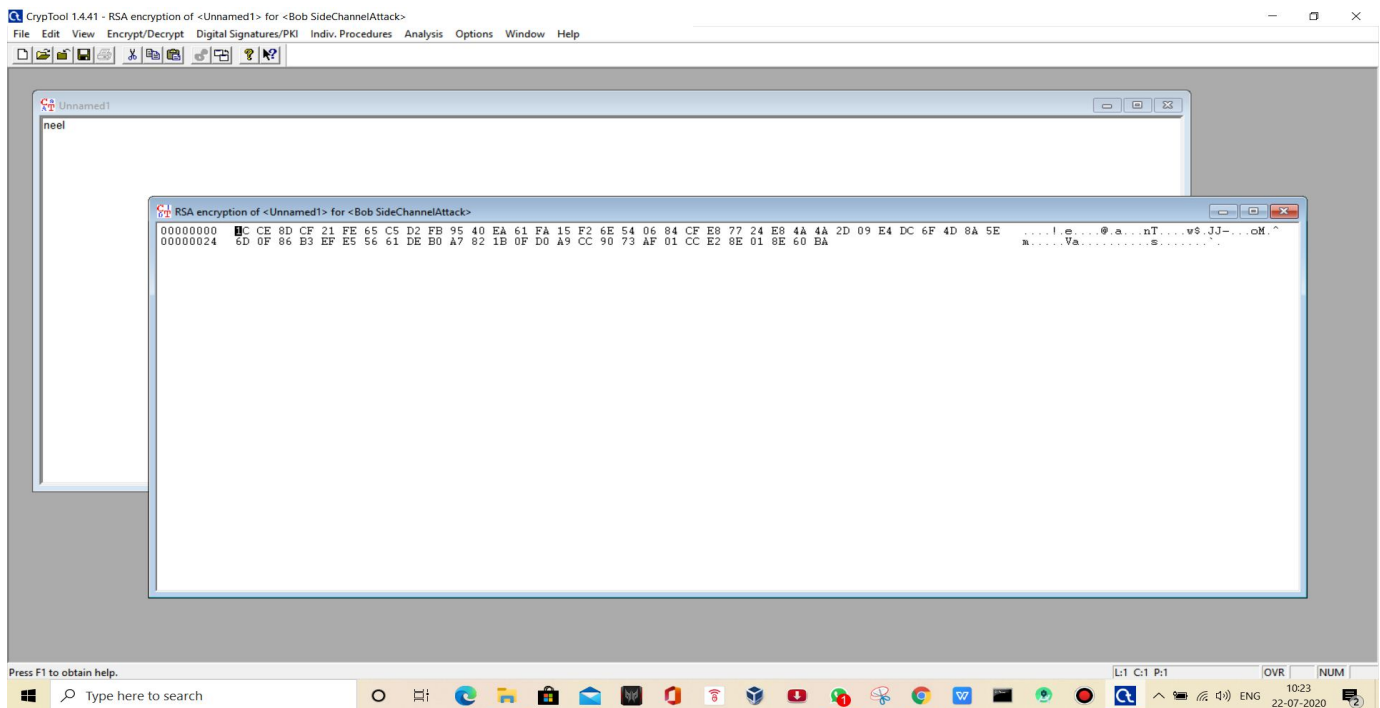 CrypTool 1.4.41 - RSA encryption of <Unnamed1> for <Bob SideChannelAttack>
File Edit View Encrypt/Decrypt Digital Signatures/PKI Indiv. Procedures Analysis Options Window Help
Unnamed1
neel
RSA encryption of <Unnamed1> for <Bob SideChannelAttack>
00000000 1C CE 8D CF 21 FE 65 C5 D2 FB 95 40 EA 61 FA 15 F2 6E 54 06 84 CF E8 77 24 E8 4A 4A 2D 09 E4 DC 6F 4D 8A 5E ....!.e....@.a...nT....w$.JJ-...oM.^
00000024 6D 0F 86 B3 EF E5 56 61 DE B0 A7 82 1B 0F D0 A9 CC 90 73 AF 01 CC E2 8E 01 8E 60 BA m.....Va..........s.......`.
Press F1 to obtain help.
L:1 C:1 P:1 OVR NUM
Type here to search
W
1
ENG
10:23
22-07-2020
2